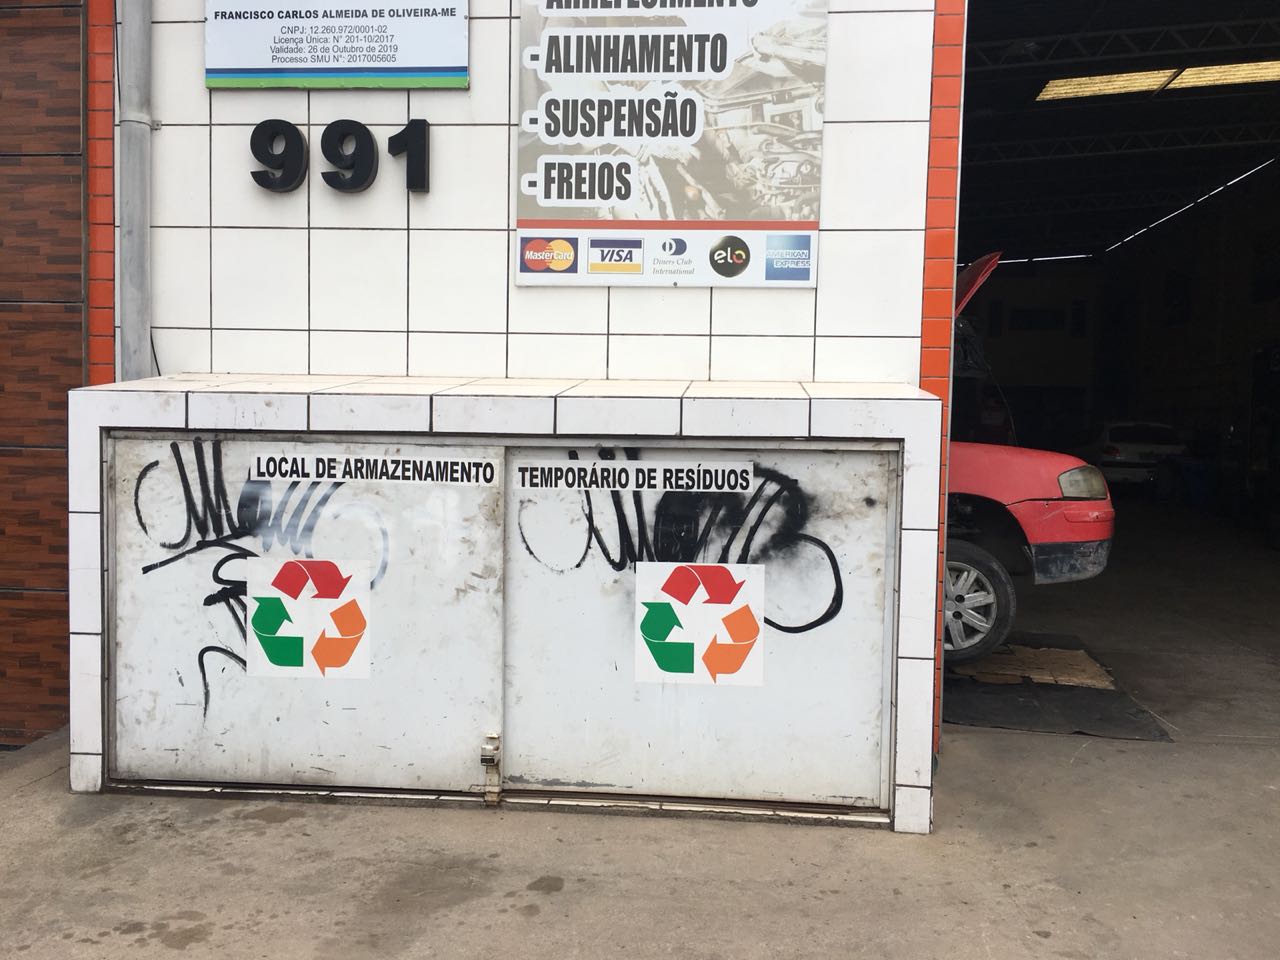 FRANCISCO CARLOS ALMEIDA DE OLIVEIRA-ME
CNPJ: 12.260.972/0001-02
Licença Única: N° 201-10/2017
Validade: 26 de Outubro de 2019
Processo SMU N°: 2017005605
991
- ARREFECIMENTO
- ALINHAMENTO
- SUSPENSÃO
- FREIOS
MasterCard
VISA
Diners Club
International
elo
AMERICAN
EXPRESS
LOCAL DE ARMAZENAMENTO
TEMPORÁRIO DE RESÍDUOS